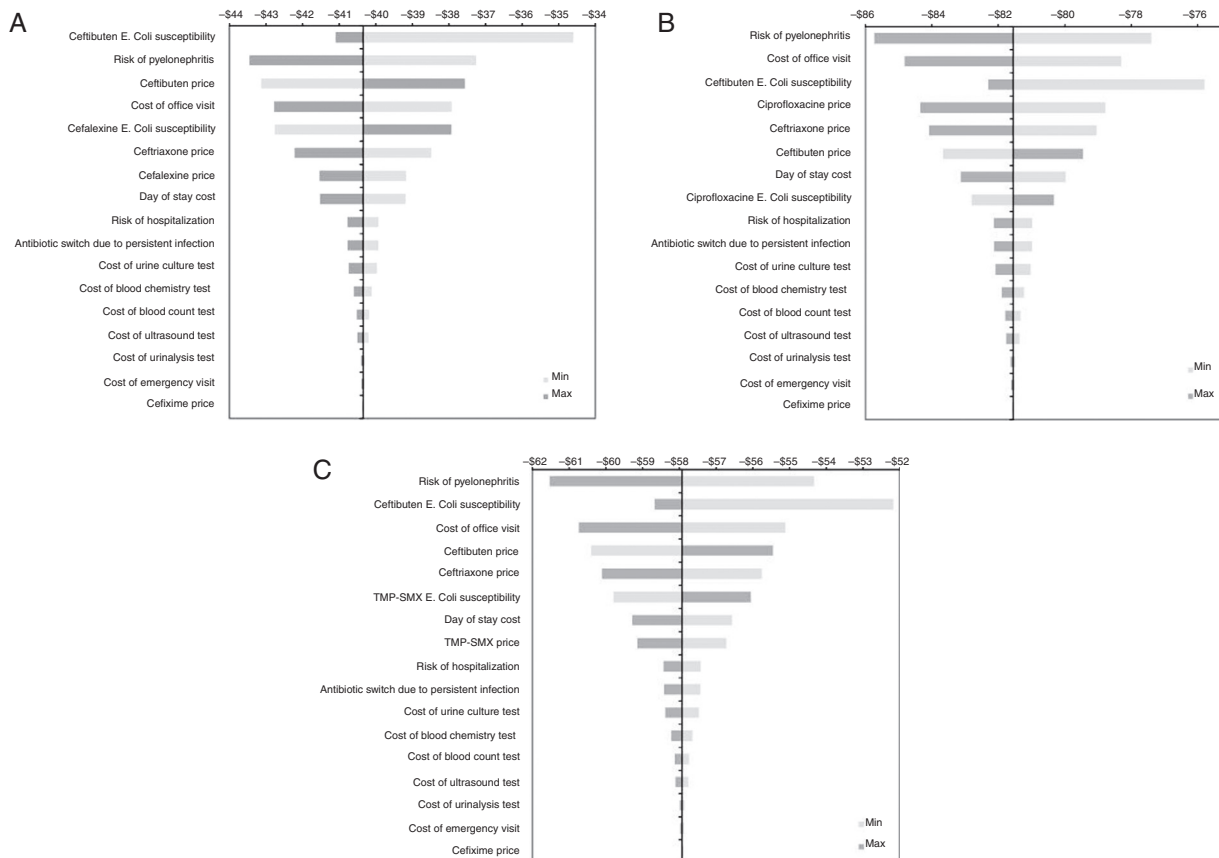 A
–$44 –$43 –$42 –$41 –$40 –$39 –$38 –$37 –$36 –$35 –$34
Ceftibuten E. Coli susceptibility
Risk of pyelonephritis
Ceftibuten price
Cost of office visit
Cefalexine E. Coli susceptibility
Ceftriaxone price
Cefalexine price
Day of stay cost
Risk of hospitalization
Antibiotic switch due to persistent infection
Cost of urine culture test
Cost of blood chemistry test
Cost of blood count test
Cost of ultrasound test
Cost of urinalysis test
Cost of emergency visit
Cefixime price
Min
Max
B
–$86 –$84 –$82 –$80 –$78 –$76
Risk of pyelonephritis
Cost of office visit
Ceftibuten E. Coli susceptibility
Ciprofloxacine price
Ceftriaxone price
Ceftibuten price
Day of stay cost
Ciprofloxacine E. Coli susceptibility
Risk of hospitalization
Antibiotic switch due to persistent infection
Cost of urine culture test
Cost of blood chemistry test
Cost of blood count test
Cost of ultrasound test
Cost of urinalysis test
Cost of emergency visit
Cefixime price
Min
Max
C
–$62 –$61 –$60 –$59 –$58 –$57 –$56 –$55 –$54 –$53 –$52
Risk of pyelonephritis
Ceftibuten E. Coli susceptibility
Cost of office visit
Ceftibuten price
Ceftriaxone price
TMP-SMX E. Coli susceptibility
Day of stay cost
TMP-SMX price
Risk of hospitalization
Antibiotic switch due to persistent infection
Cost of urine culture test
Cost of blood chemistry test
Cost of blood count test
Cost of ultrasound test
Cost of urinalysis test
Cost of emergency visit
Cefixime price
Min
Max